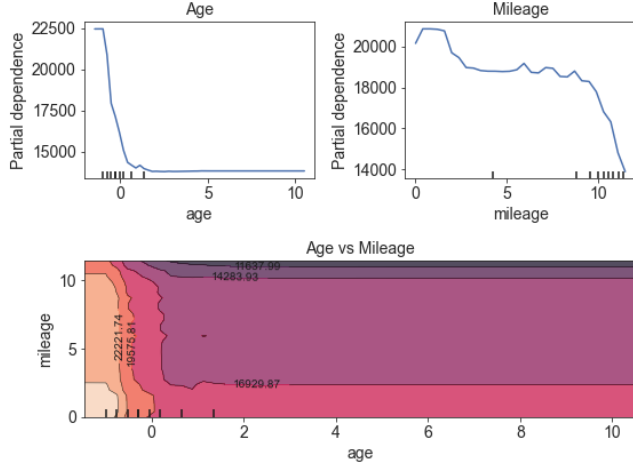 Age
22500
20000
17500
15000
Partial dependence
0 5 10
age
Mileage
20000
18000
16000
14000
Partial dependence
0 5 10
mileage
Age vs Mileage
10
5
0
mileage
11637.99
14283.93
22221.74
19575.81
16929.87
0 2 4 6 8 10
age